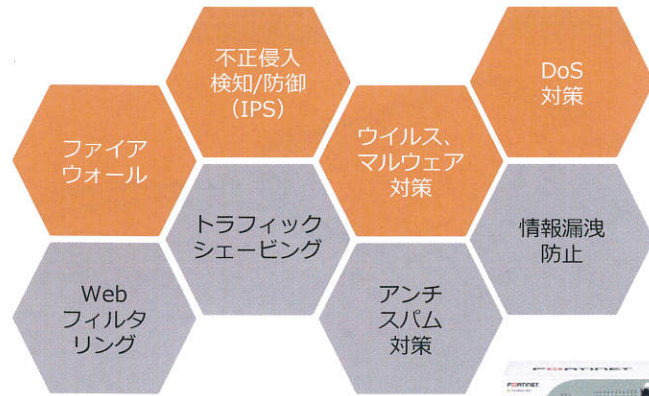 不正侵入
検知/防御
（IPS）
DoS
対策
ファイア
ウォール
ウイルス、
マルウェア
対策
トラフィック
シェービング
情報漏洩
防止
Web
フィルタ
リング
アンチ
スパム
対策
FORTINET
FORTINET